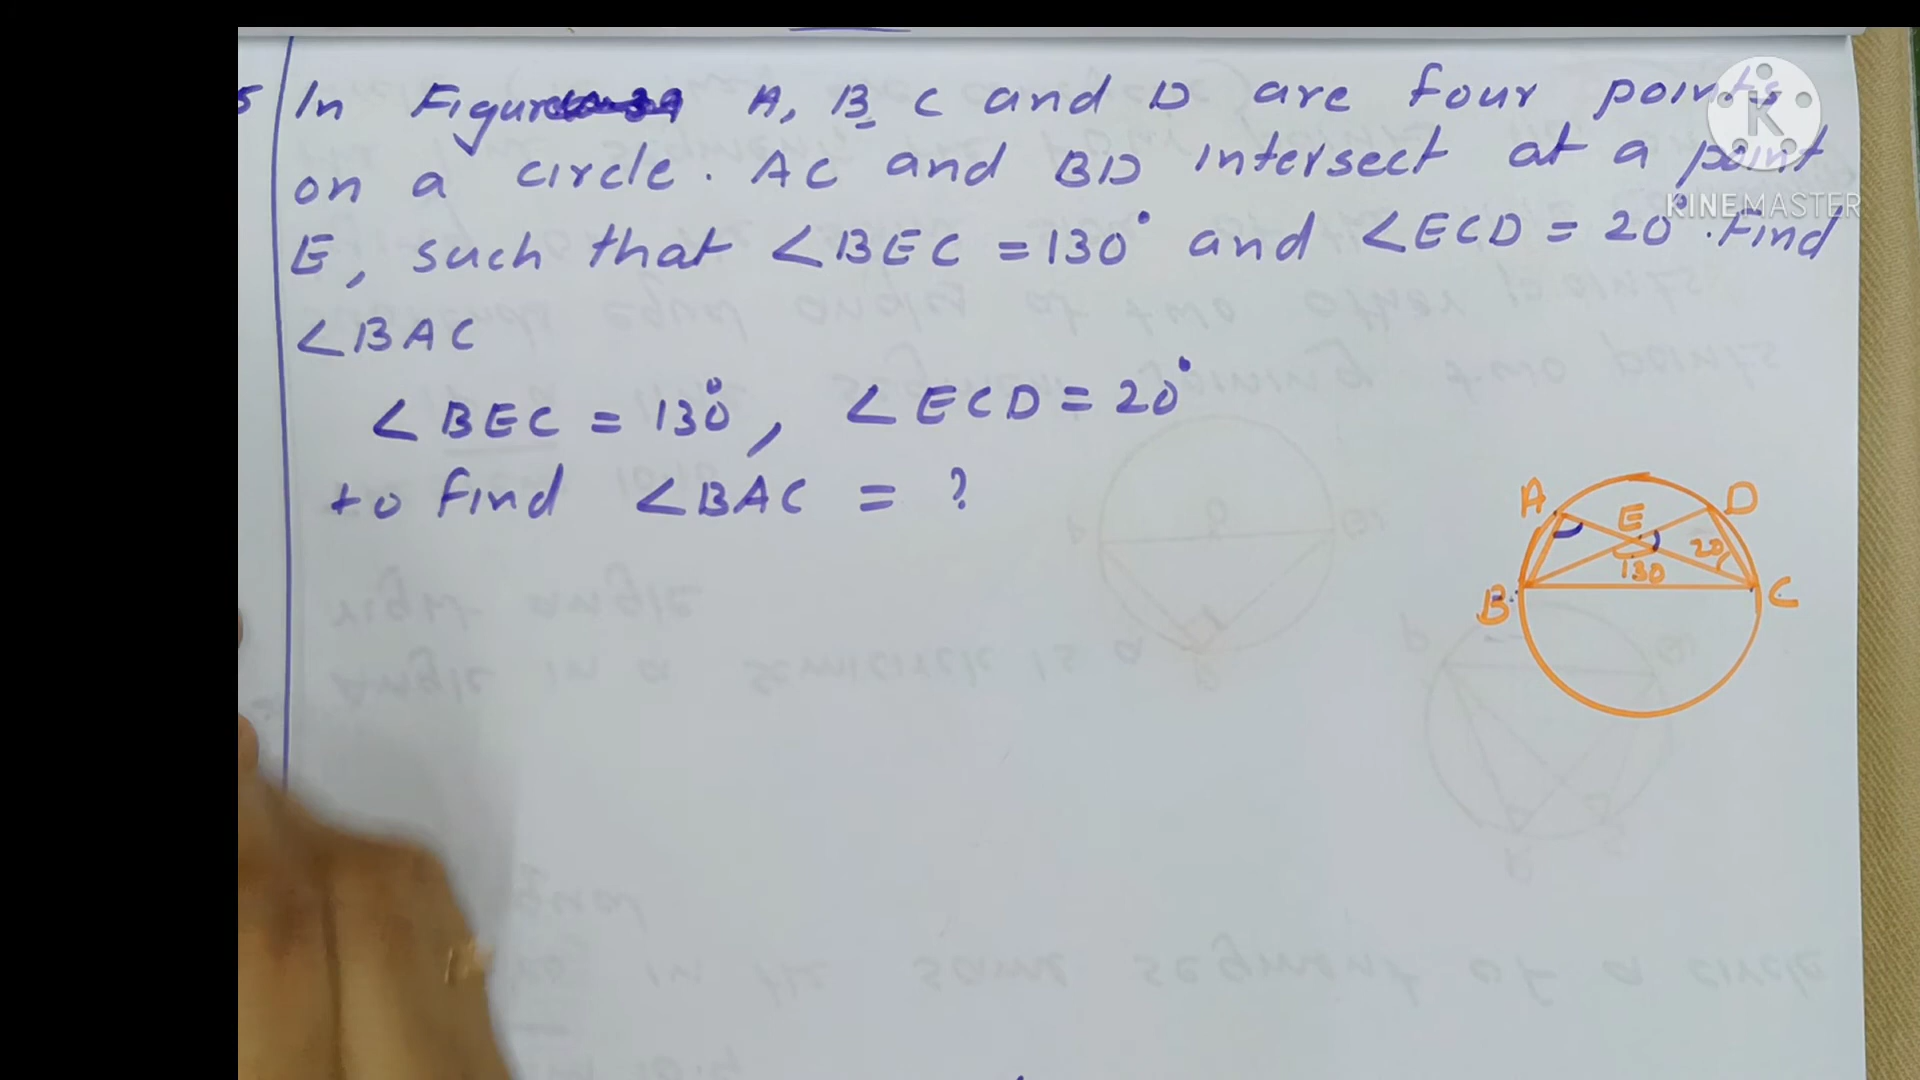 5 In Figure A, B, C and D are four points
on a circle. AC and BD intersect at a point
E, such that ∠BEC = 130° and ∠ECD = 20°. Find
∠BAC
∠BEC = 130°, ∠ECD = 20°
to find ∠BAC = ?
A
D
E
20
130
B
C
K
KINEMASTER